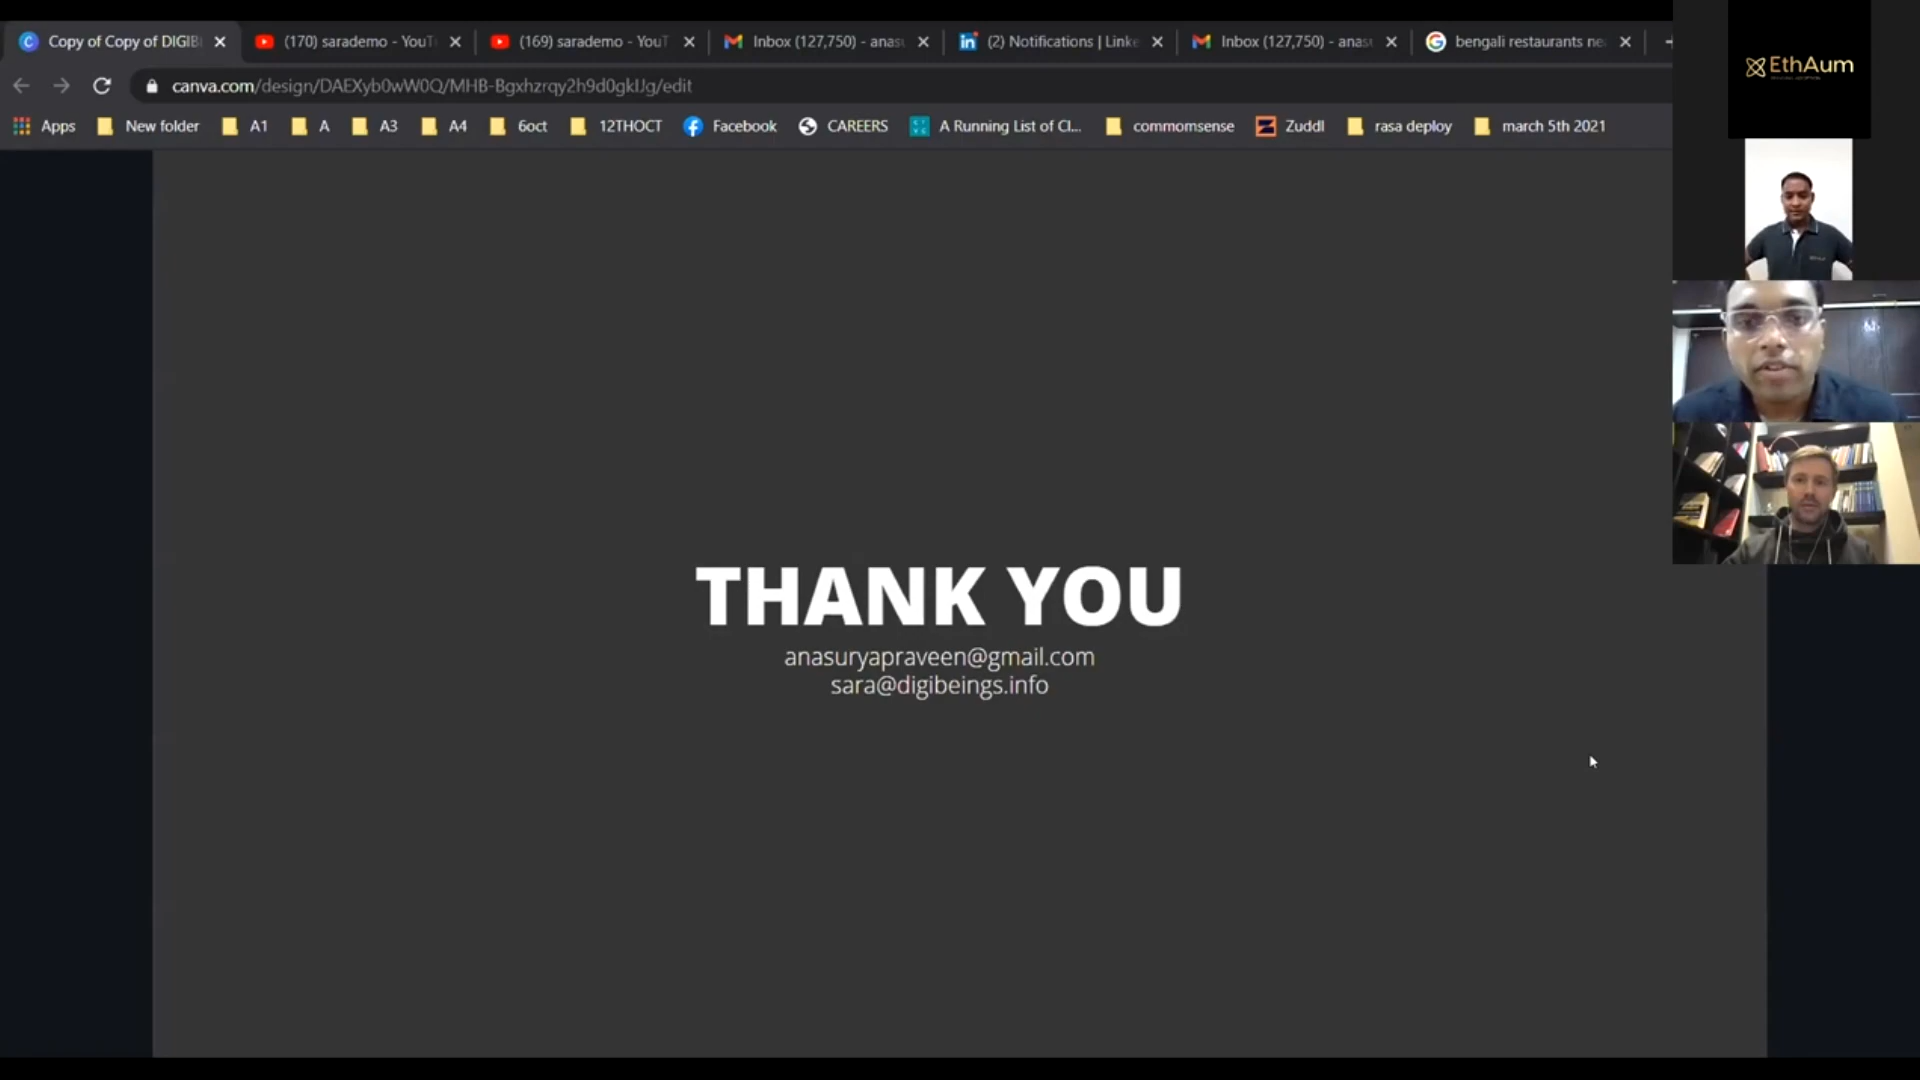 Copy of Copy of DIGIB
(170) sarademo - YouT
(169) sarademo - YouT
Inbox (127,750) - anas
(2) Notifications | Linke
Inbox (127,750) - anas
bengali restaurants ne
canva.com/design/DAEXyb0wW0Q/MHB-Bgxhzrqy2h9d0gkIJg/edit
Apps
New folder
A1
A
A3
A4
6oct
12THOCT
Facebook
CAREERS
A Running List of Cl...
commomsense
Zuddl
rasa deploy
march 5th 2021
EthAum
THANK YOU
anasuryapraveen@gmail.com
sara@digibeings.info